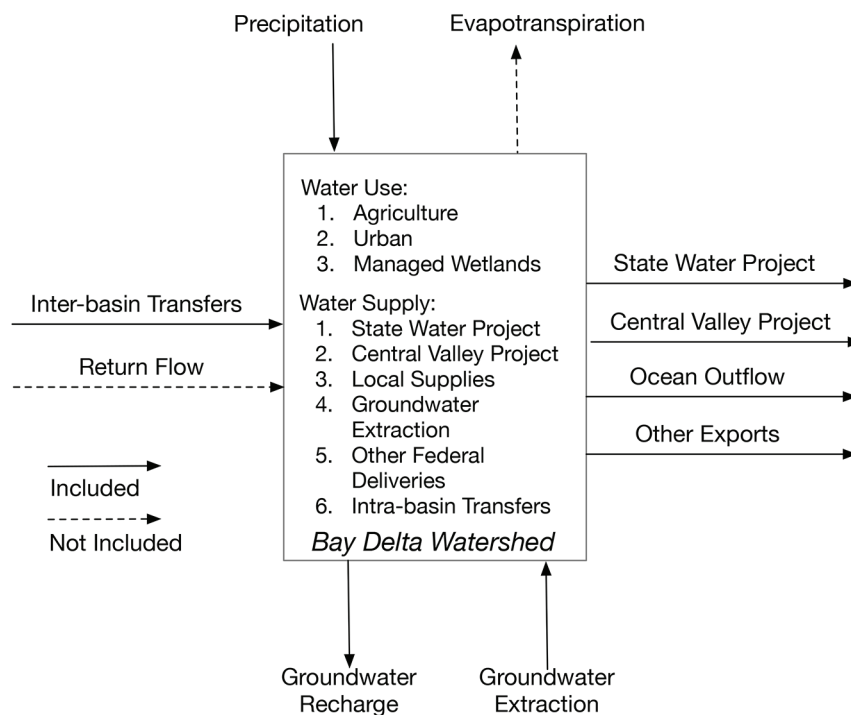 Precipitation
Evapotranspiration
Water Use:
1. Agriculture
2. Urban
3. Managed Wetlands
Water Supply:
1. State Water Project
2. Central Valley Project
3. Local Supplies
4. Groundwater
Extraction
5. Other Federal
Deliveries
6. Intra-basin Transfers
Bay Delta Watershed
Inter-basin Transfers
Return Flow
Included
Not Included
State Water Project
Central Valley Project
Ocean Outflow
Other Exports
Groundwater
Recharge
Groundwater
Extraction